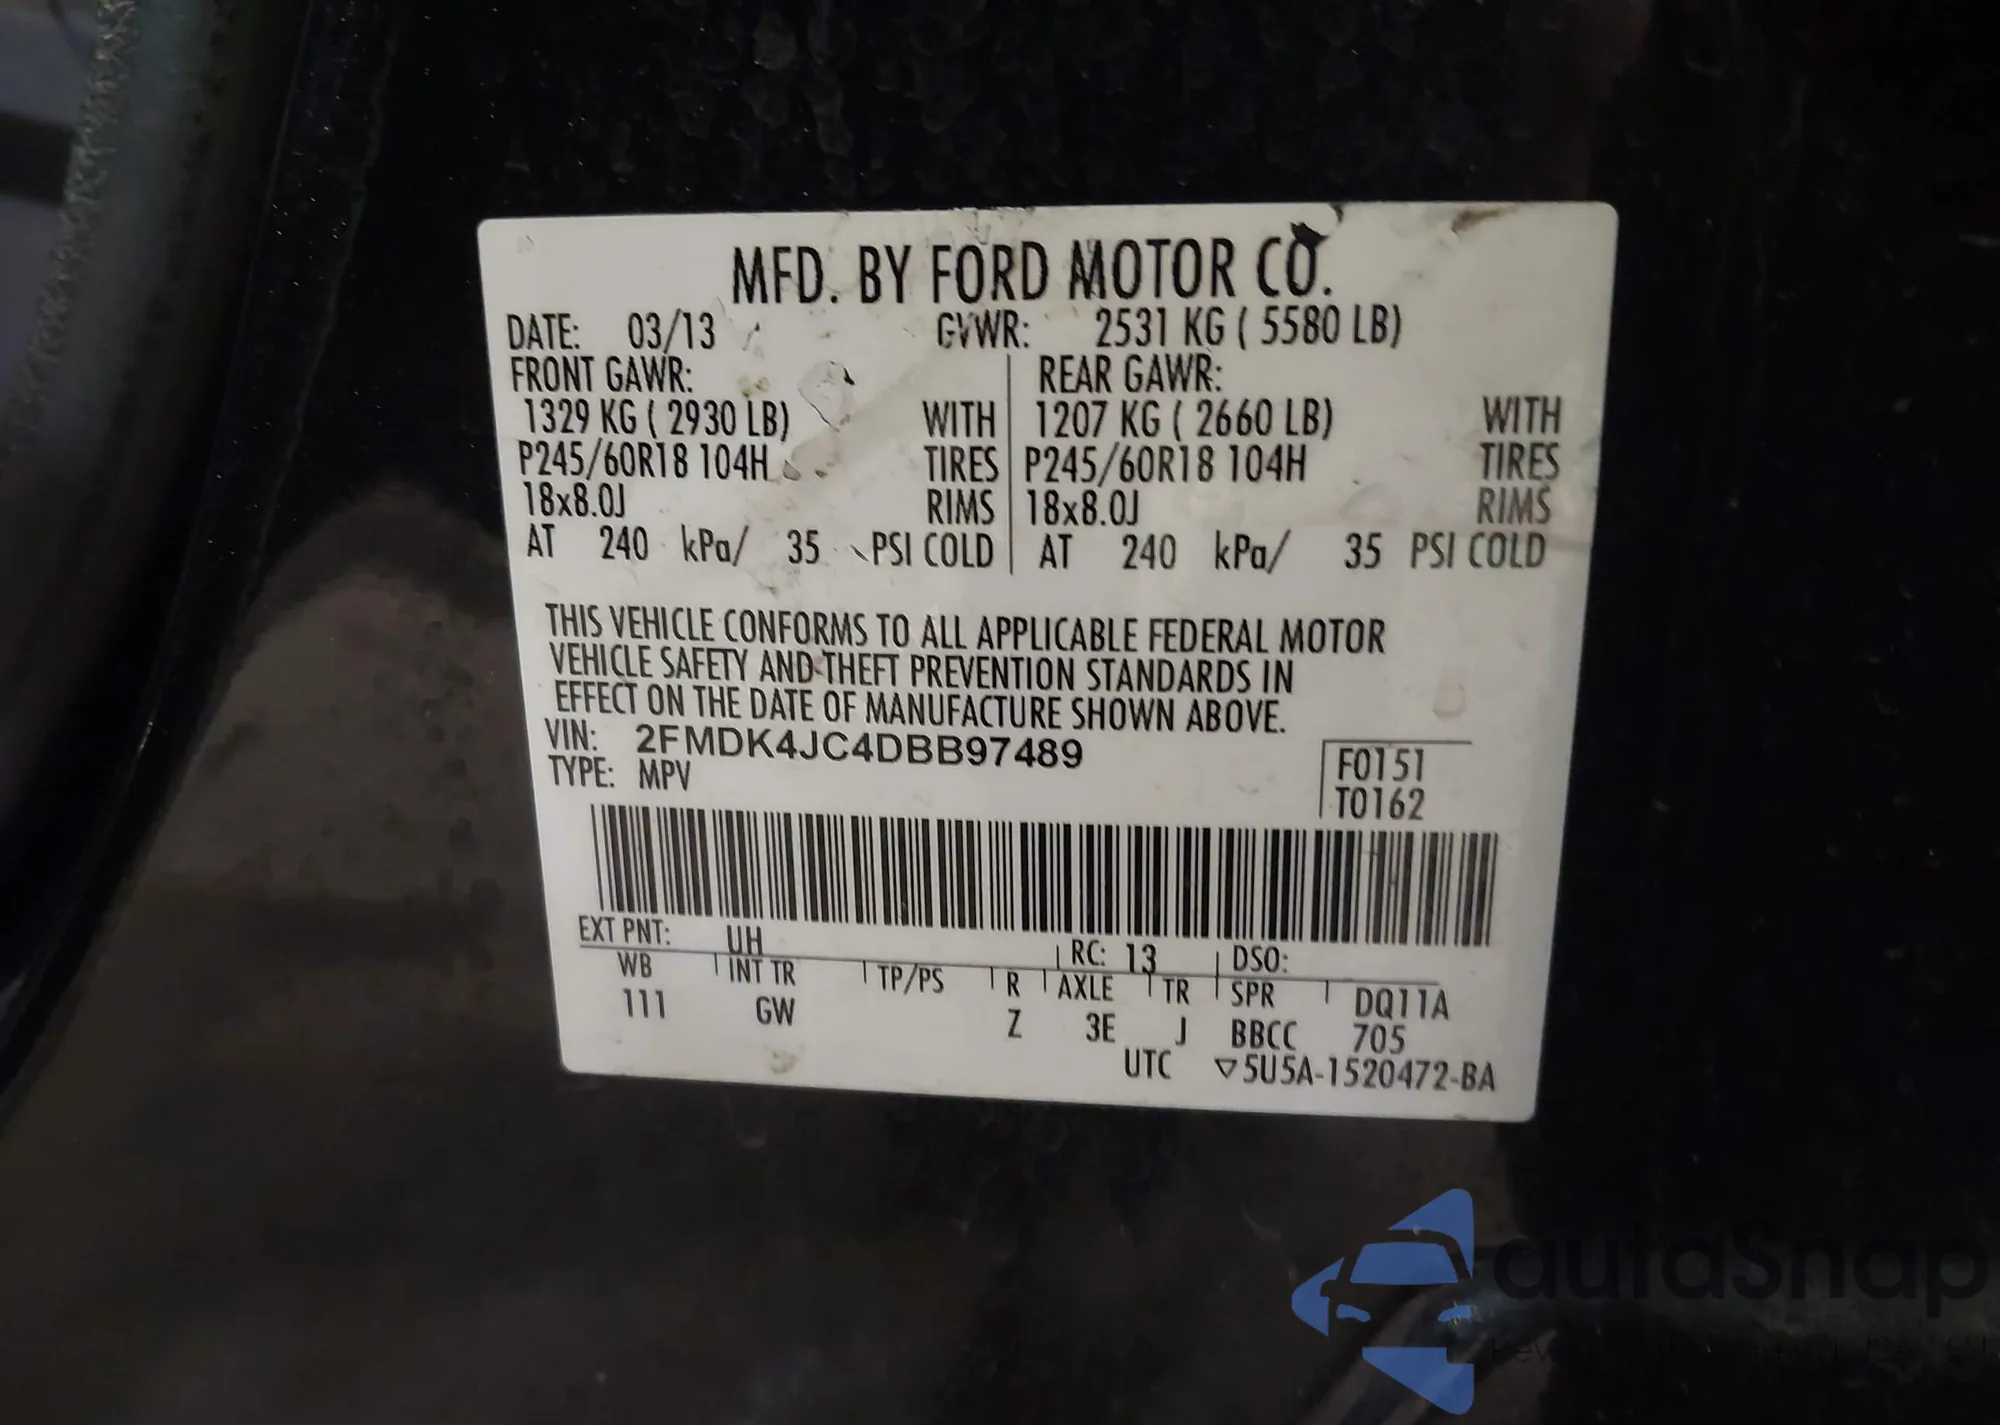 MFD. BY FORD MOTOR CO.
DATE: 03/13 GVWR: 2531 KG ( 5580 LB)
FRONT GAWR: REAR GAWR:
1329 KG ( 2930 LB) WITH 1207 KG ( 2660 LB) WITH
P245/60R18 104H TIRES P245/60R18 104H TIRES
18x8.0J RIMS 18x8.0J RIMS
AT 240 kPa/ 35 PSI COLD AT 240 kPa/ 35 PSI COLD
THIS VEHICLE CONFORMS TO ALL APPLICABLE FEDERAL MOTOR
VEHICLE SAFETY AND THEFT PREVENTION STANDARDS IN
EFFECT ON THE DATE OF MANUFACTURE SHOWN ABOVE.
VIN: 2FMDK4JC4DBB97489
TYPE: MPV
F0151
T0162
EXT PNT: UH RC: 13 DSO:
WB INT TR TP/PS R AXLE TR SPR DQ11A
111 GW Z 3E J BBCC 705
UTC ▽5U5A-1520472-BA
autaSnap